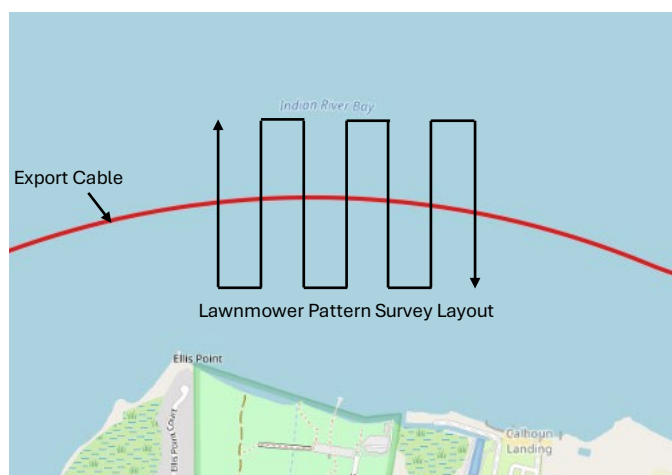 Indian River Bay
Export Cable
Lawnmower Pattern Survey Layout
Ellis Point
Ellis Point Court
Calhoun
Landing